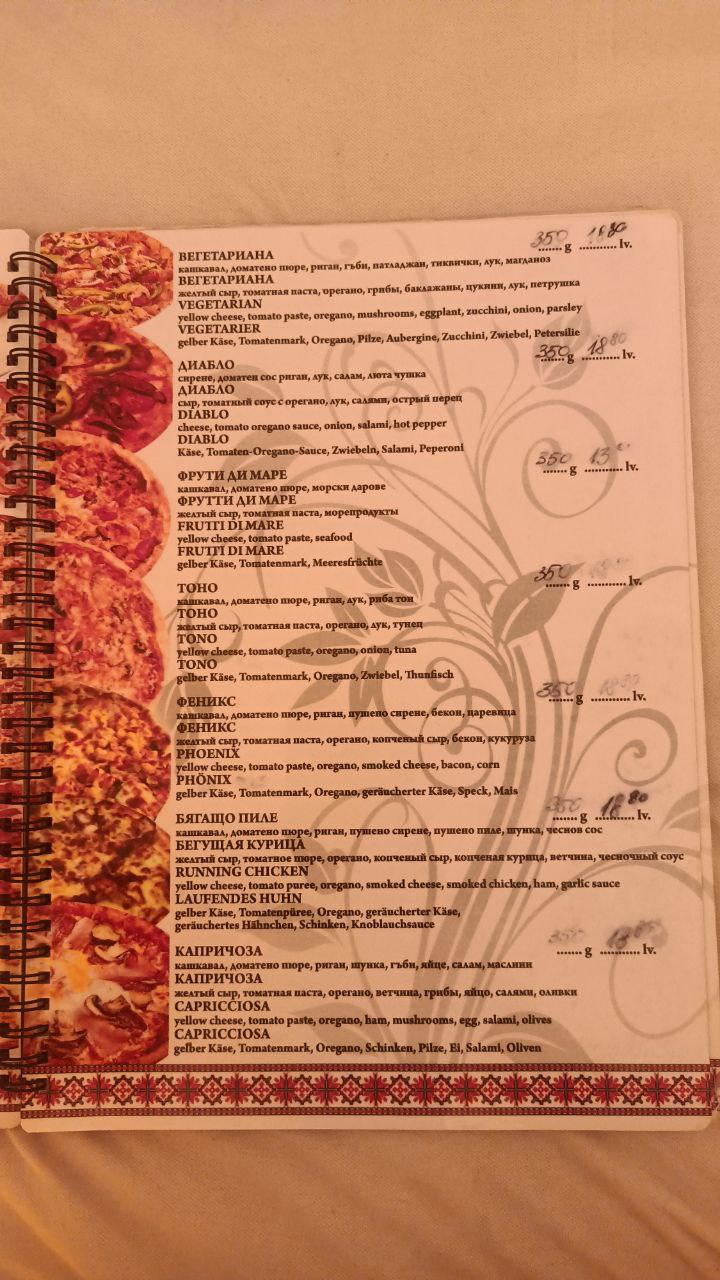 350 g 18 80 lv.
ВЕГЕТАРИАНА
кашкавал, доматено пюре, риган, гъби, патладжан, тиквички, лук, магданоз
ВЕГЕТАРИАНА
желтый сыр, томатная паста, орегано, грибы, баклажаны, цукини, лук, петрушка
VEGETARIAN
yellow cheese, tomato paste, oregano, mushrooms, eggplant, zucchini, onion, parsley
VEGETARIER
gelber Käse, Tomatenmark, Oregano, Pilze, Aubergine, Zucchini, Zwiebel, Petersilie
350 g 18 80 lv.
ДИАБЛО
сирене, доматен сос риган, лук, салам, люта чушка
ДИАБЛО
сыр, томатный соус с орегано, лук, салями, острый перец
DIABLO
cheese, tomato oregano sauce, onion, salami, hot pepper
DIABLO
Käse, Tomaten-Oregano-Sauce, Zwiebeln, Salami, Peperoni
350 g lv.
ФРУТИ ДИ МАРЕ
кашкавал, доматено пюре, морски дарове
ФРУТТИ ДИ МАРЕ
желтый сыр, томатная паста, морепродукты
FRUTTI DI MARE
yellow cheese, tomato paste, seafood
FRUTTI DI MARE
gelber Käse, Tomatenmark, Meeresfrüchte
350 g lv.
ТОНО
кашкавал, доматено пюре, риган, лук, риба тон
ТОНО
желтый сыр, томатная паста, орегано, лук, тунец
TONO
yellow cheese, tomato paste, oregano, onion, tuna
TONO
gelber Käse, Tomatenmark, Oregano, Zwiebel, Thunfisch
350 g lv.
ФЕНИКС
кашкавал, доматено пюре, риган, пушено сирене, бекон, царевица
ФЕНИКС
желтый сыр, томатная паста, орегано, копченый сыр, бекон, кукуруза
PHOENIX
yellow cheese, tomato paste, oregano, smoked cheese, bacon, corn
PHÖNIX
gelber Käse, Tomatenmark, Oregano, geräucherter Käse, Speck, Mais
350 g 18 80 lv.
БЯГАЩО ПИЛЕ
кашкавал, доматено пюре, риган, пушено сирене, пушено пиле, шунка, чеснов сос
БЕГУЩАЯ КУРИЦА
желтый сыр, томатное пюре, орегано, копченый сыр, копченая курица, ветчина, чесночный соус
RUNNING CHICKEN
yellow cheese, tomato puree, oregano, smoked cheese, smoked chicken, ham, garlic sauce
LAUFENDES HUHN
gelber Käse, Tomatenpüree, Oregano, geräucherter Käse,
geräuchertes Hähnchen, Schinken, Knoblauchsauce
350 g lv.
КАПРИЧОЗА
кашкавал, доматено пюре, риган, шунка, гъби, яйце, салам, маслини
КАПРИЧОЗА
желтый сыр, томатная паста, орегано, ветчина, грибы, яйцо, салями, оливки
CAPRICCIOSA
yellow cheese, tomato paste, oregano, ham, mushrooms, egg, salami, olives
CAPRICCIOSA
gelber Käse, Tomatenmark, Oregano, Schinken, Pilze, Ei, Salami, Oliven